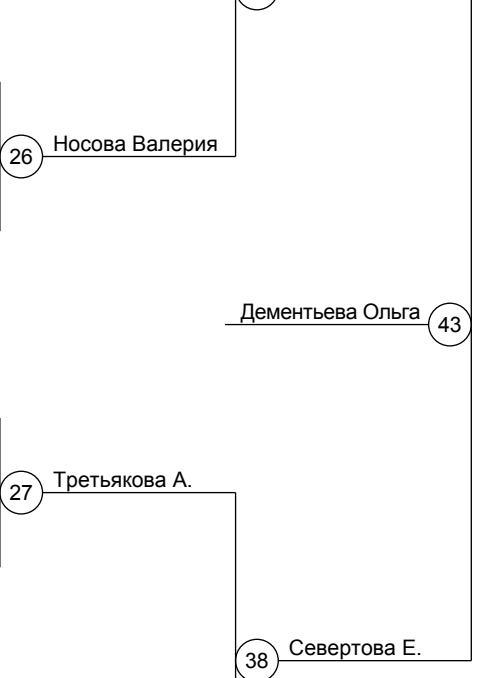 26
Носова Валерия
Дементьева Ольга
43
27
Третьякова А.
38
Севертова Е.